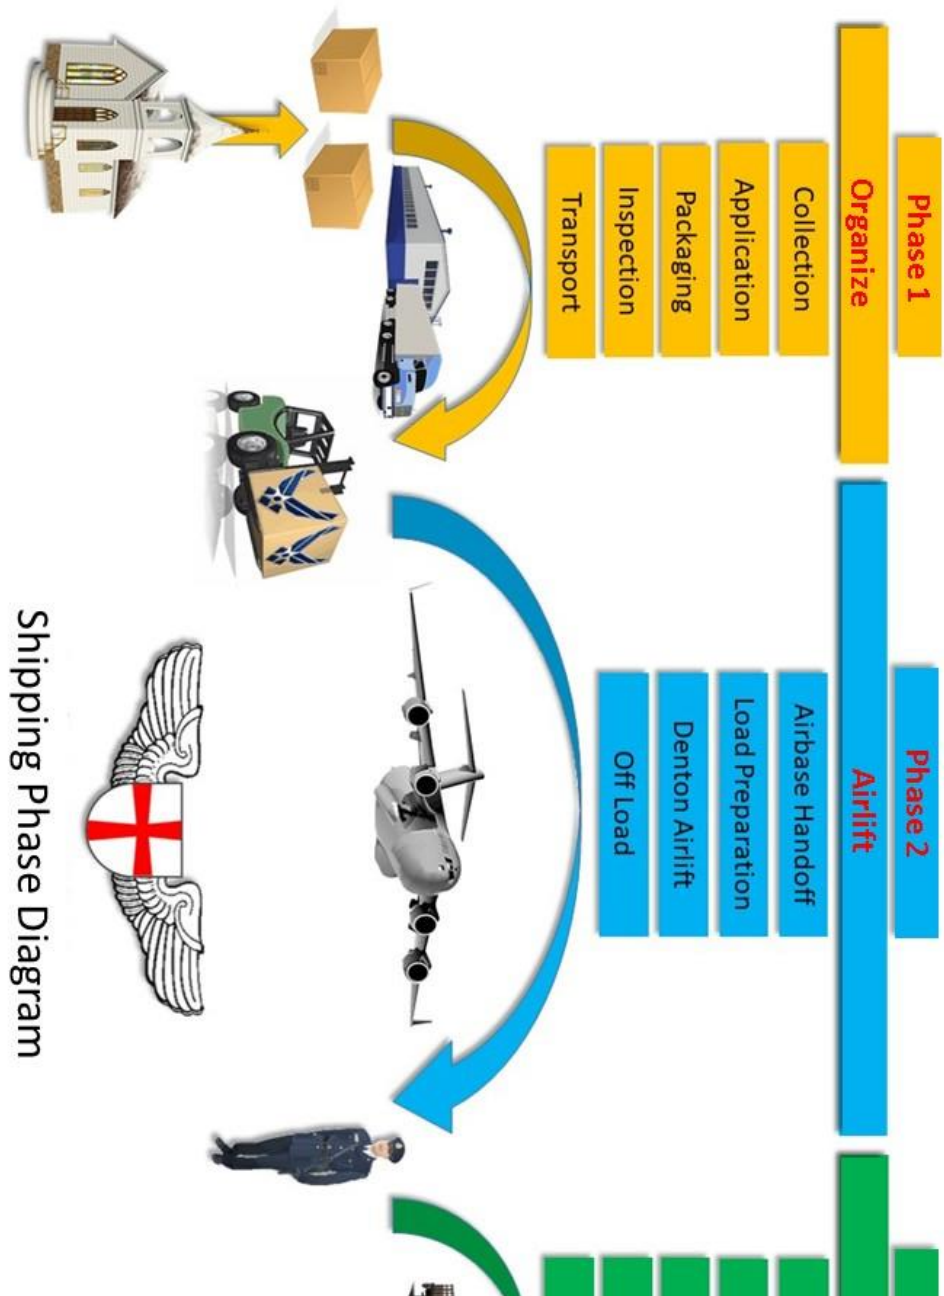 Phase 1
Organize
Collection
Application
Packaging
Inspection
Transport
Phase 2
Airlift
Airbase Handoff
Load Preparation
Denton Airlift
Off Load
Shipping Phase Diagram